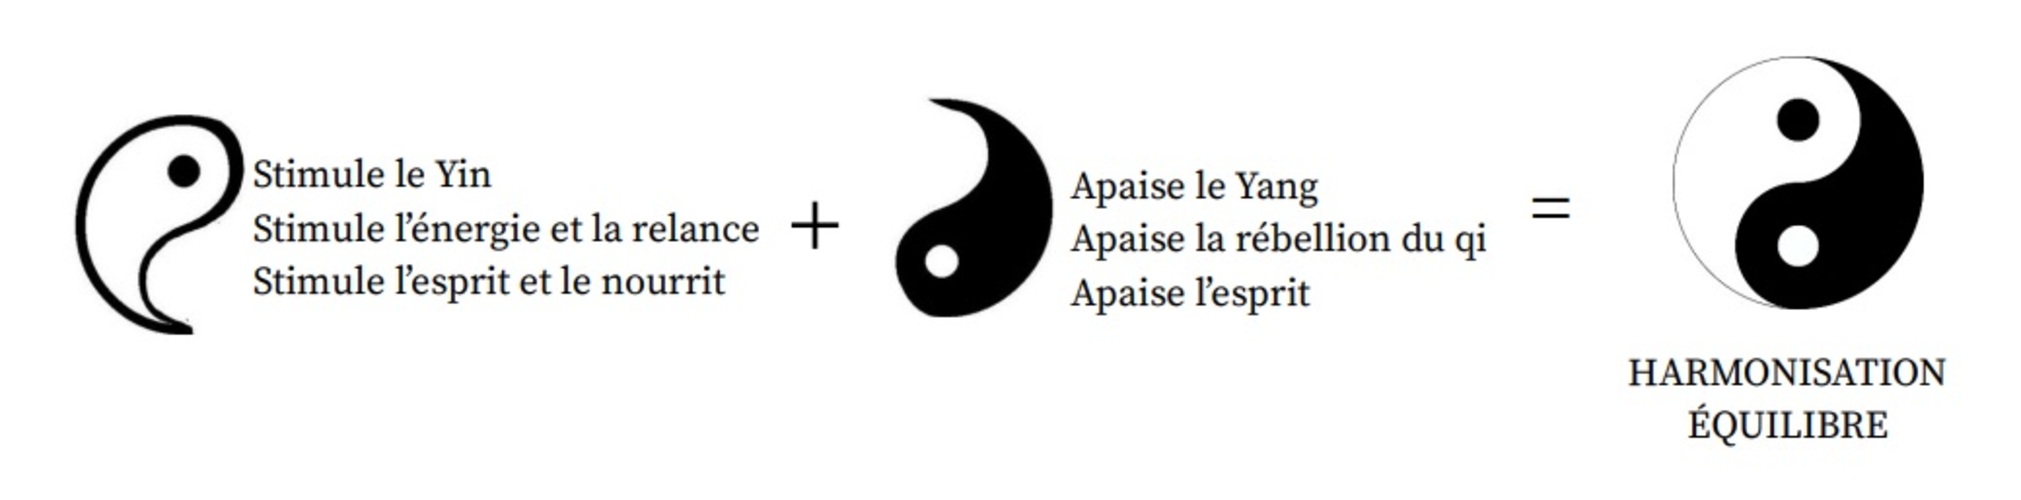 Stimule le Yin
Stimule l’énergie et la relance
Stimule l’esprit et le nourrit
+
Apaise le Yang
Apaise la rébellion du qi
Apaise l’esprit
=
HARMONISATION
ÉQUILIBRE